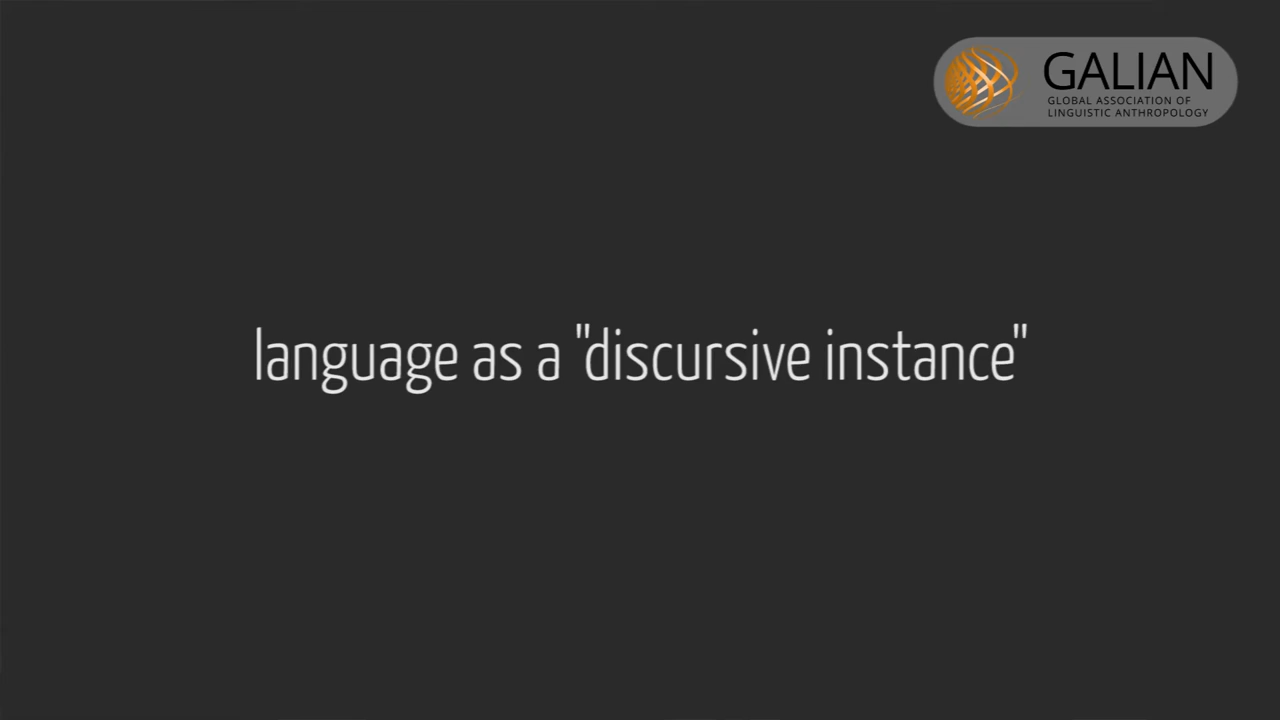 GALIAN
GLOBAL ASSOCIATION OF
LINGUISTIC ANTHROPOLOGY
language as a "discursive instance"